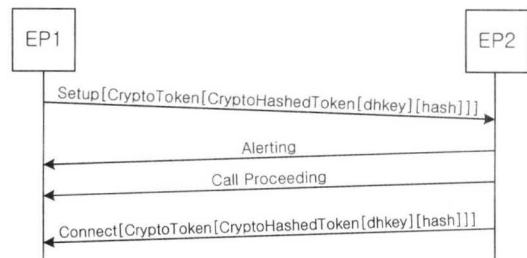 EP1
EP2
Setup[CryptoToken[CryptoHashedToken[dhkey][hash]]]
Alerting
Call Proceeding
Connect[CryptoToken[CryptoHashedToken[dhkey][hash]]]